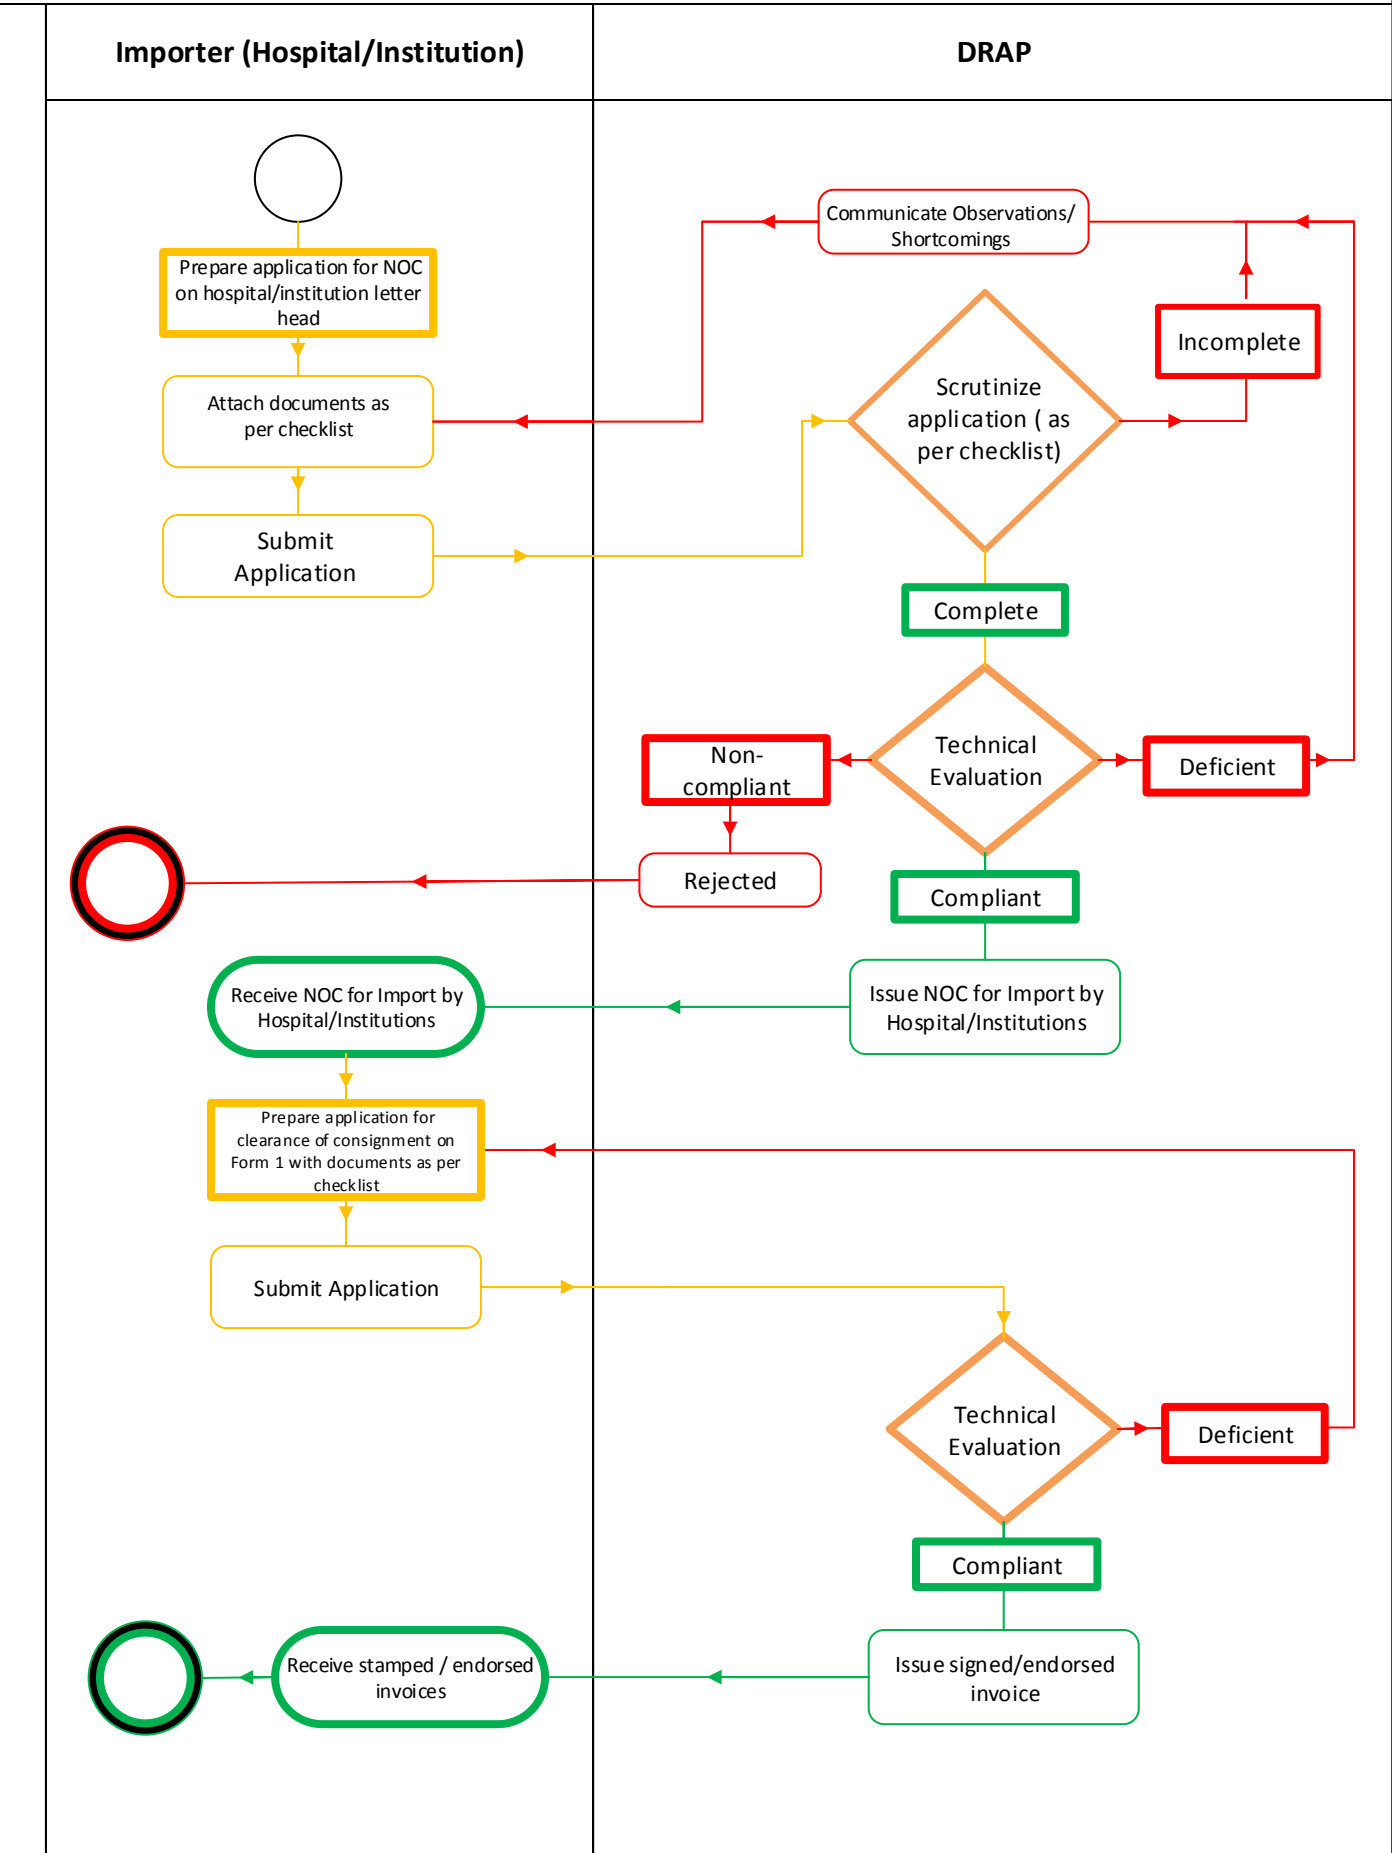 Importer (Hospital/Institution)
DRAP
Prepare application for NOC
on hospital/institution letter
head
Attach documents as
per checklist
Submit
Application
Communicate Observations/
Shortcomings
Incomplete
Scrutinize
application ( as
per checklist)
Complete
Technical
Evaluation
Non-
compliant
Deficient
Rejected
Compliant
Receive NOC for Import by
Hospital/Institutions
Issue NOC for Import by
Hospital/Institutions
Prepare application for
clearance of consignment on
Form 1 with documents as per
checklist
Submit Application
Technical
Evaluation
Deficient
Compliant
Receive stamped / endorsed
invoices
Issue signed/endorsed
invoice